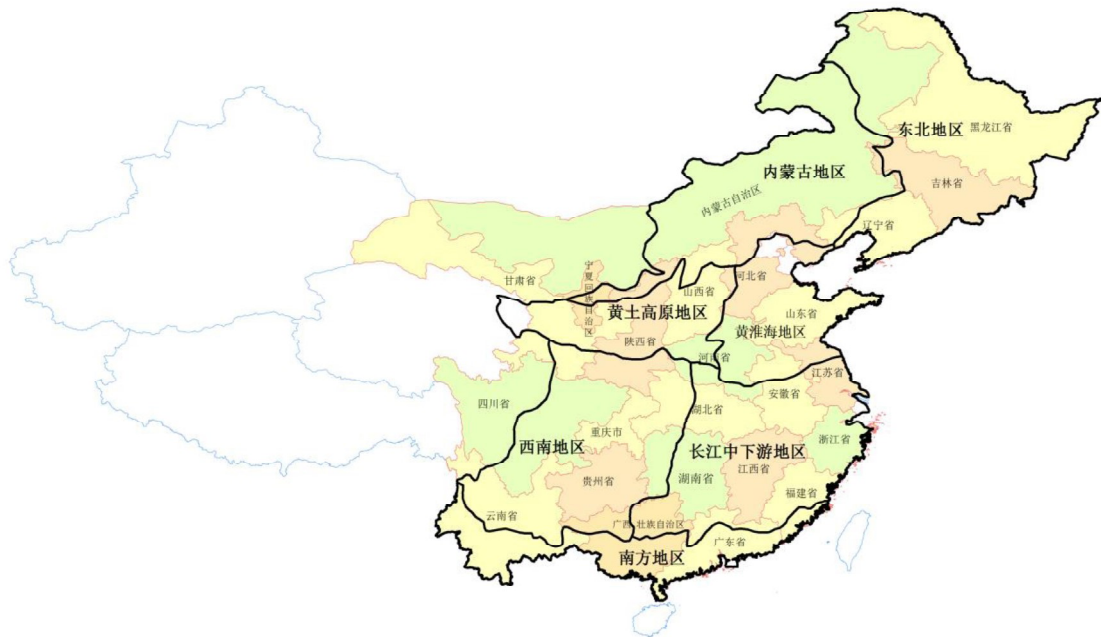 东北地区
黑龙江省
内蒙古地区
吉林省
内蒙古自治区
辽宁省
甘肃省
宁夏回族自治区
山西省
河北省
黄土高原地区
山东省
黄淮海地区
陕西省
河南省
江苏省
安徽省
四川省
湖北省
重庆市
浙江省
西南地区
长江中下游地区
江西省
贵州省
湖南省
福建省
云南省
广西 壮族自治区
广东省
南方地区